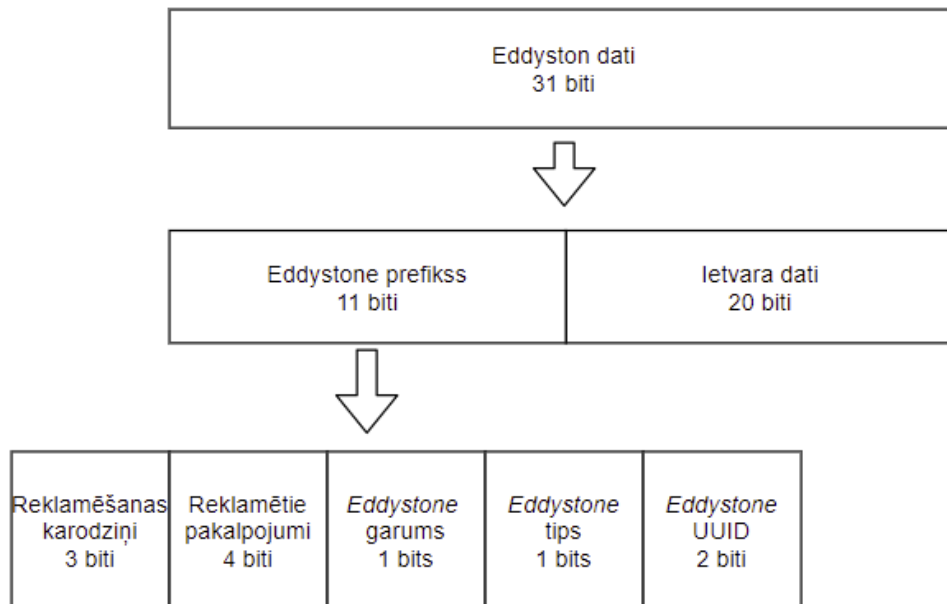 Eddyston dati
31 biti
Eddystone prefikss
11 biti
Ietvara dati
20 biti
Reklamēšanas
karodziņi
3 biti
Reklamētie
pakalpojumi
4 biti
Eddystone
garums
1 bits
Eddystone
tips
1 bits
Eddystone
UUID
2 biti